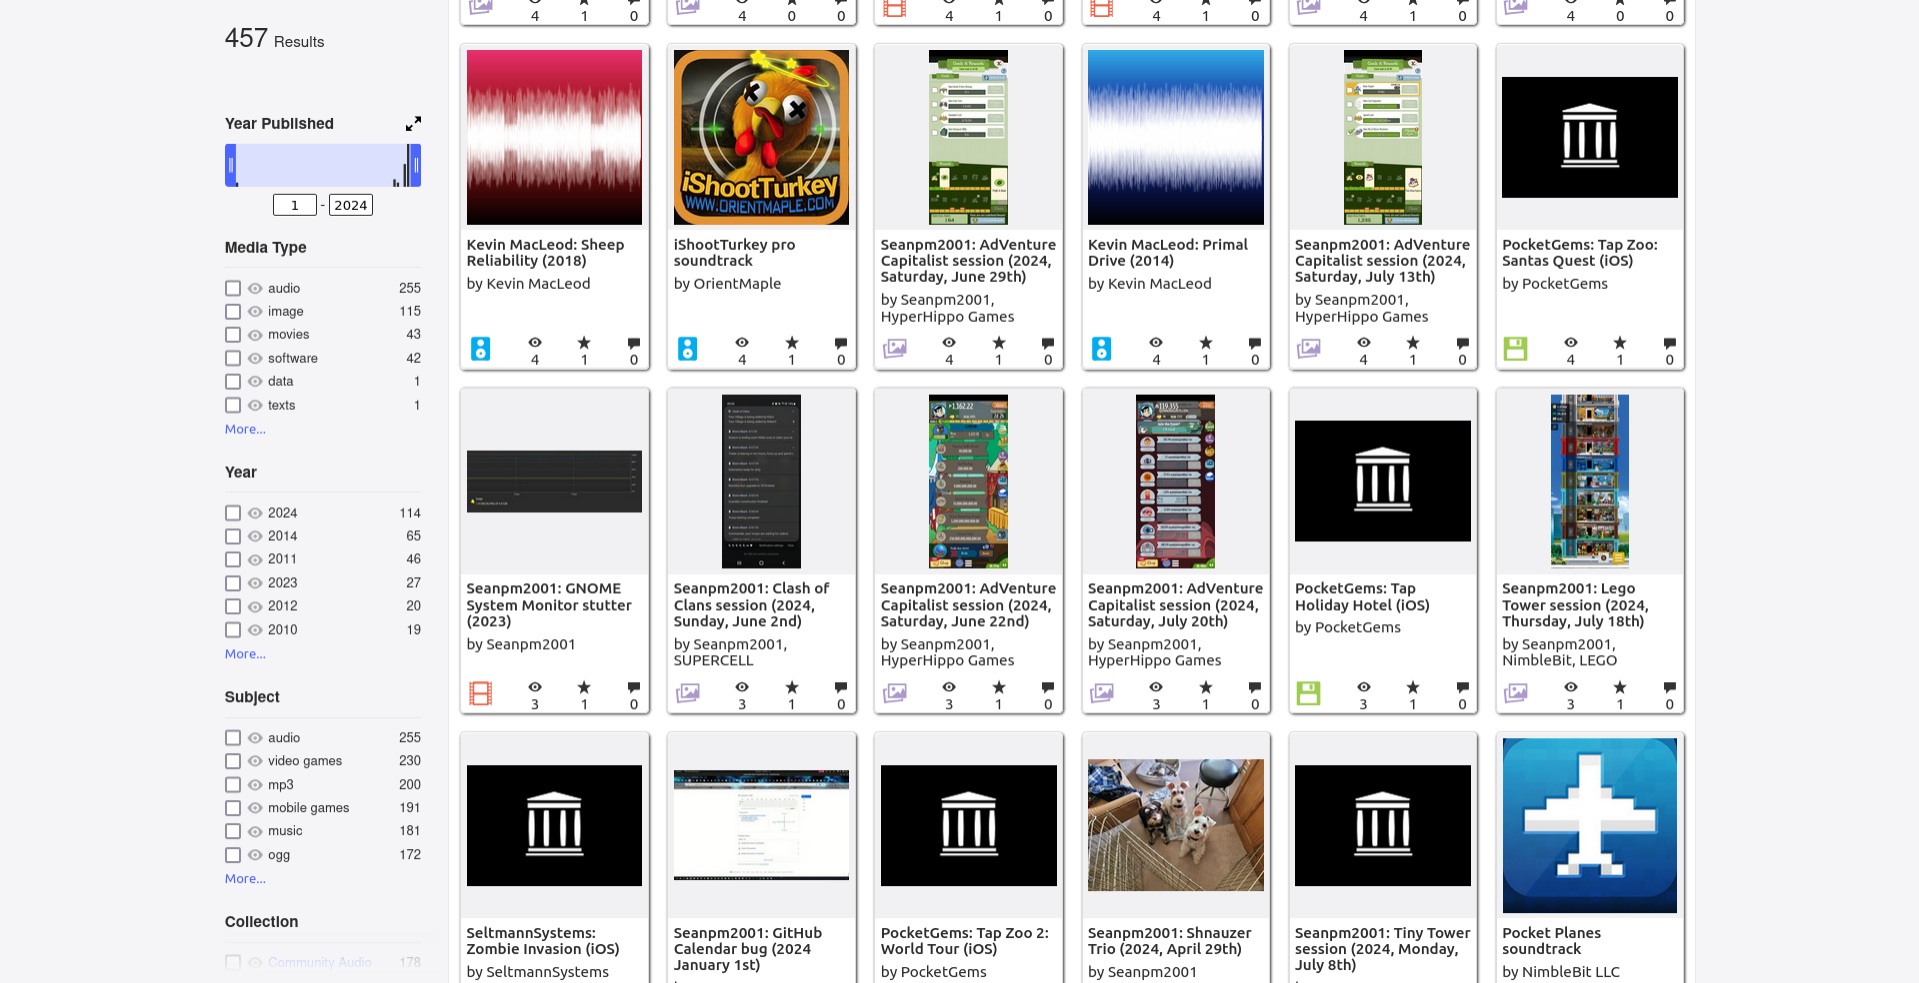 457 Results
Year Published
1 - 2024
Media Type
audio 255
image 115
movies 43
software 42
data 1
texts 1
More...
Year
2024 114
2014 65
2011 46
2023 27
2012 20
2010 19
More...
Subject
audio 255
video games 230
mp3 200
mobile games 191
music 181
ogg 172
More...
Collection
Community Audio 178
4 1 0
4 0 0
4 1 0
4 1 0
4 1 0
4 0 0
Kevin MacLeod: Sheep
Reliability (2018)
by Kevin MacLeod
4 1 0
iShootTurkey
WWW.ORIENTMAPLE.COM
iShootTurkey pro
soundtrack
by OrientMaple
4 1 0
Seanpm2001: AdVenture
Capitalist session (2024,
Saturday, June 29th)
by Seanpm2001,
HyperHippo Games
4 1 0
Kevin MacLeod: Primal
Drive (2014)
by Kevin MacLeod
4 1 0
Seanpm2001: AdVenture
Capitalist session (2024,
Saturday, July 13th)
by Seanpm2001,
HyperHippo Games
4 1 0
PocketGems: Tap Zoo:
Santas Quest (iOS)
by PocketGems
4 1 0
Seanpm2001: GNOME
System Monitor stutter
(2023)
by Seanpm2001
3 1 0
Seanpm2001: Clash of
Clans session (2024,
Sunday, June 2nd)
by Seanpm2001,
SUPERCELL
3 1 0
Seanpm2001: AdVenture
Capitalist session (2024,
Saturday, June 22nd)
by Seanpm2001,
HyperHippo Games
3 1 0
Seanpm2001: AdVenture
Capitalist session (2024,
Saturday, July 20th)
by Seanpm2001,
HyperHippo Games
3 1 0
PocketGems: Tap
Holiday Hotel (iOS)
by PocketGems
3 1 0
Seanpm2001: Lego
Tower session (2024,
Thursday, July 18th)
by Seanpm2001,
NimbleBit, LEGO
3 1 0
SeltmannSystems:
Zombie Invasion (iOS)
by SeltmannSystems
Seanpm2001: GitHub
Calendar bug (2024
January 1st)
PocketGems: Tap Zoo 2:
World Tour (iOS)
by PocketGems
Seanpm2001: Shnauzer
Trio (2024, April 29th)
by Seanpm2001
Seanpm2001: Tiny Tower
session (2024, Monday,
July 8th)
Pocket Planes
soundtrack
by NimbleBit LLC